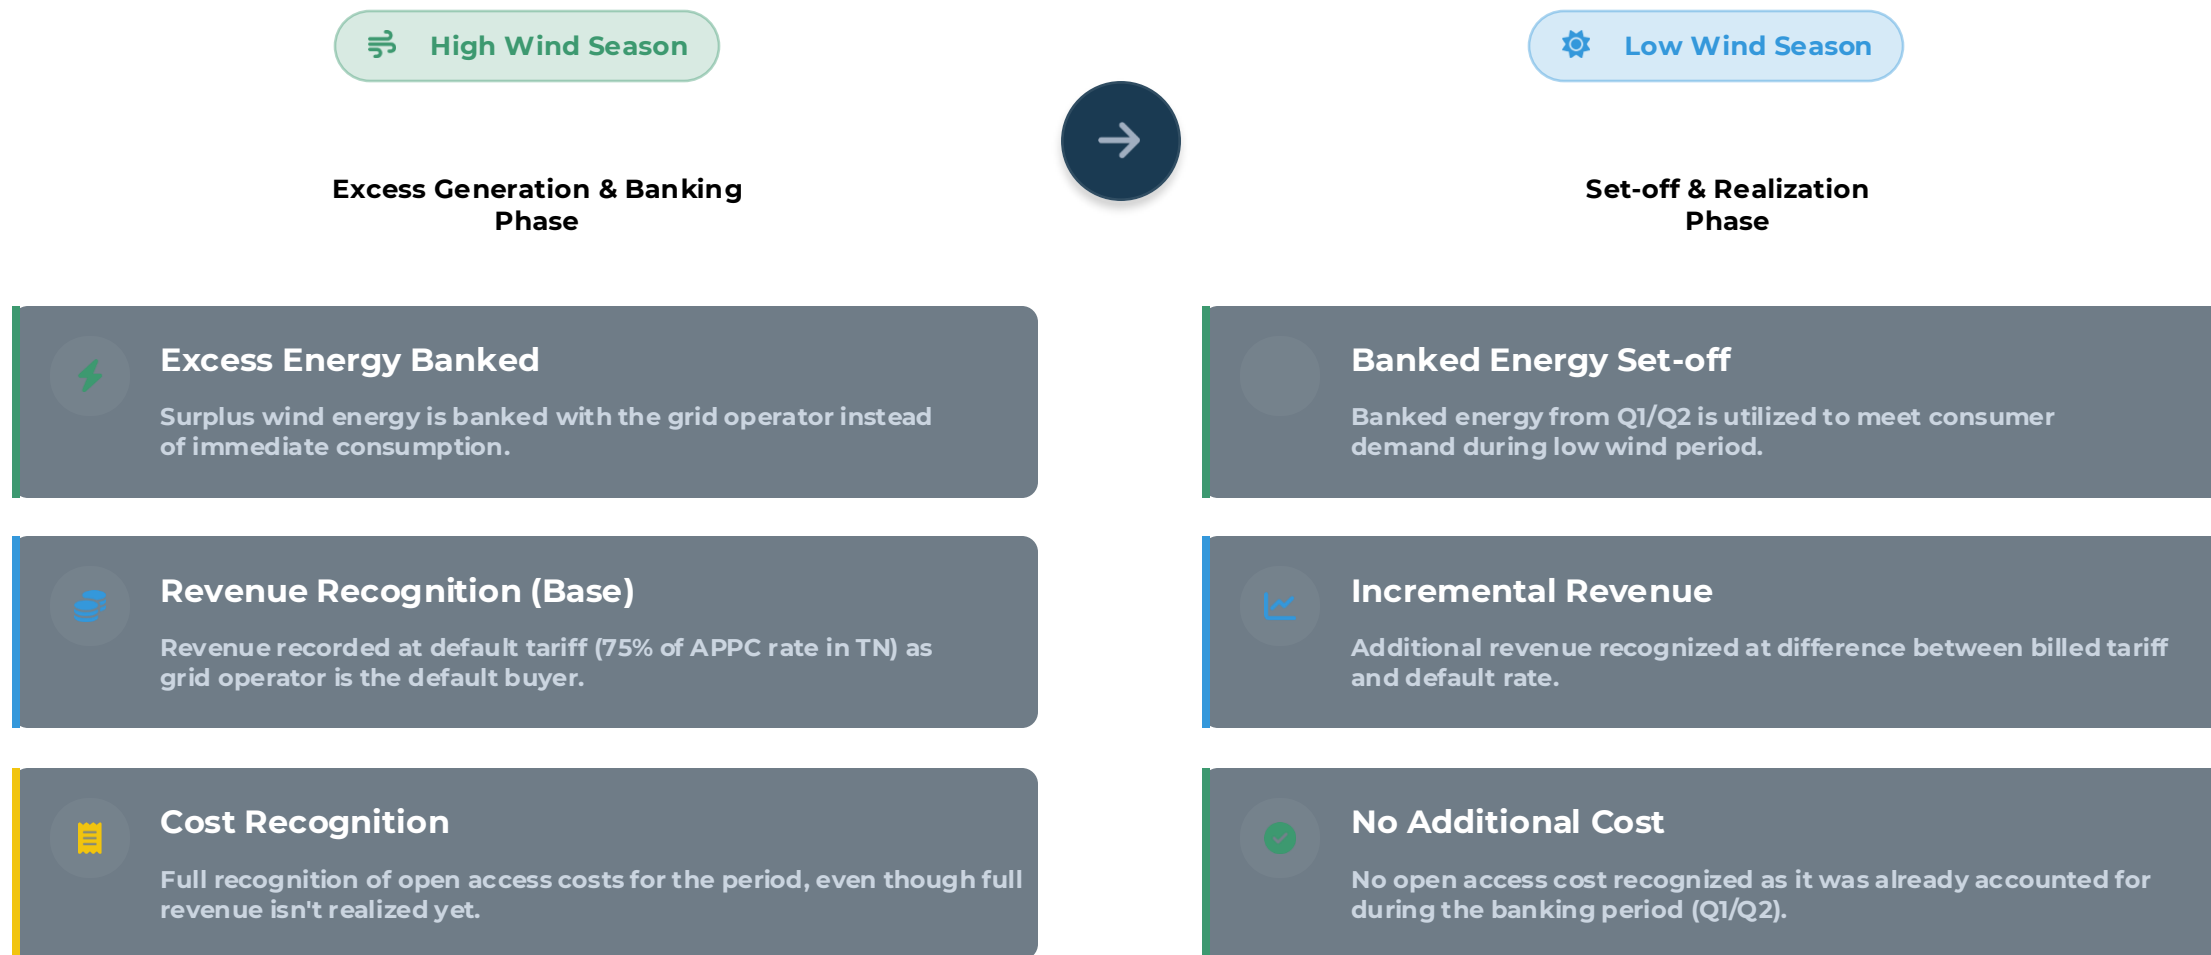 High Wind Season
Excess Generation & Banking
Phase
Excess Energy Banked
Surplus wind energy is banked with the grid operator instead
of immediate consumption.
Revenue Recognition (Base)
Revenue recorded at default tariff (75% of APPC rate in TN) as
grid operator is the default buyer.
Cost Recognition
Full recognition of open access costs for the period, even though full
revenue isn't realized yet.
Low Wind Season
Set-off & Realization
Phase
Banked Energy Set-off
Banked energy from Q1/Q2 is utilized to meet consumer
demand during low wind period.
Incremental Revenue
Additional revenue recognized at difference between billed tariff
and default rate.
No Additional Cost
No open access cost recognized as it was already accounted for
during the banking period (Q1/Q2).